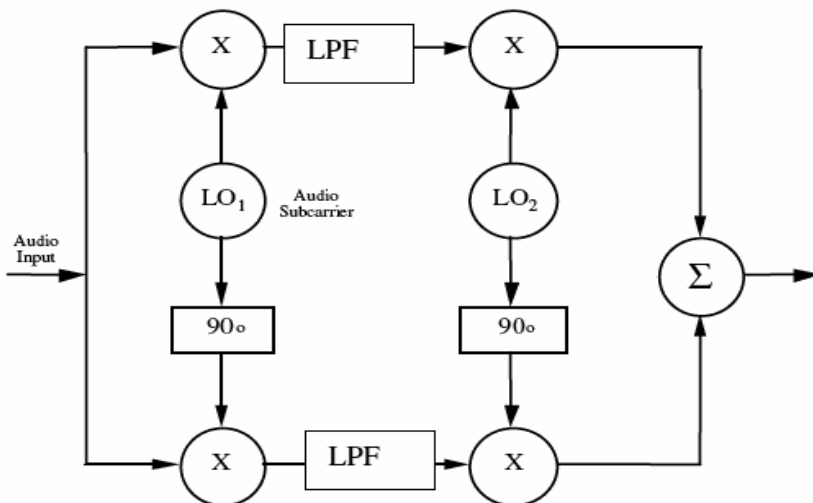 X
LPF
X
LO₁
Audio
Subcarrier
LO₂
Audio
Input
Σ
90o
90o
X
LPF
X